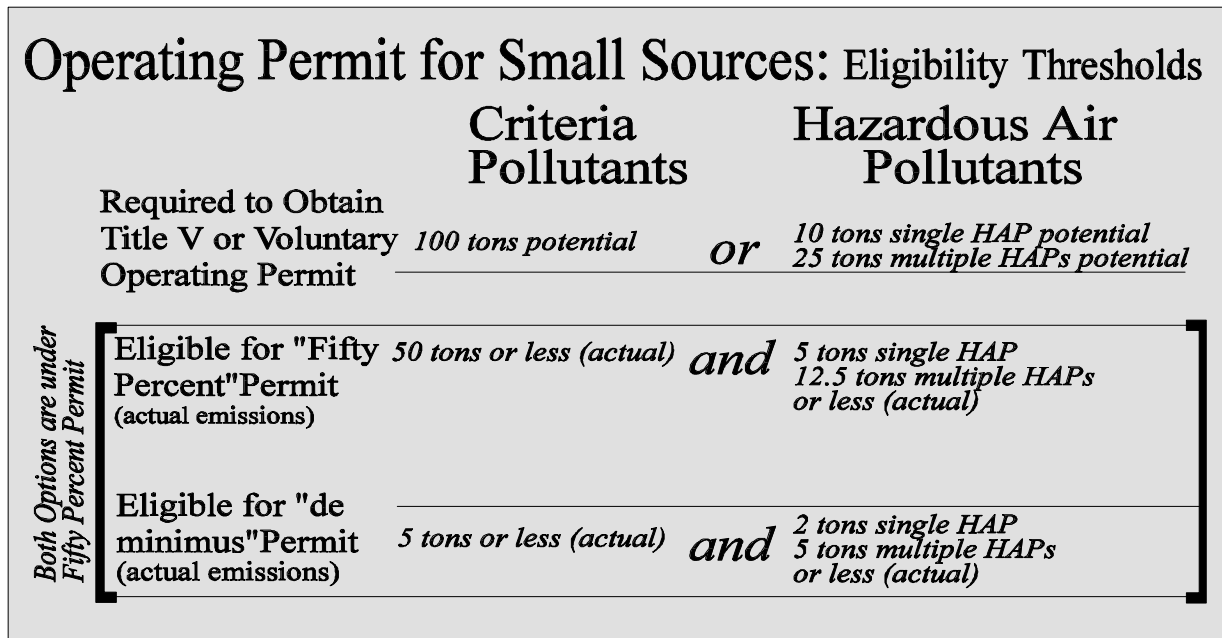 Operating Permit for Small Sources: Eligibility Thresholds
Criteria
Pollutants
Hazardous Air
Pollutants
Required to Obtain
Title V or Voluntary
Operating Permit
100 tons potential
or
10 tons single HAP potential
25 tons multiple HAPs potential
Both Options are under
Fifty Percent Permit
Eligible for "Fifty
Percent"Permit
(actual emissions)
50 tons or less (actual)
and
5 tons single HAP
12.5 tons multiple HAPs
or less (actual)
Eligible for "de
minimus"Permit
(actual emissions)
5 tons or less (actual)
and
2 tons single HAP
5 tons multiple HAPs
or less (actual)